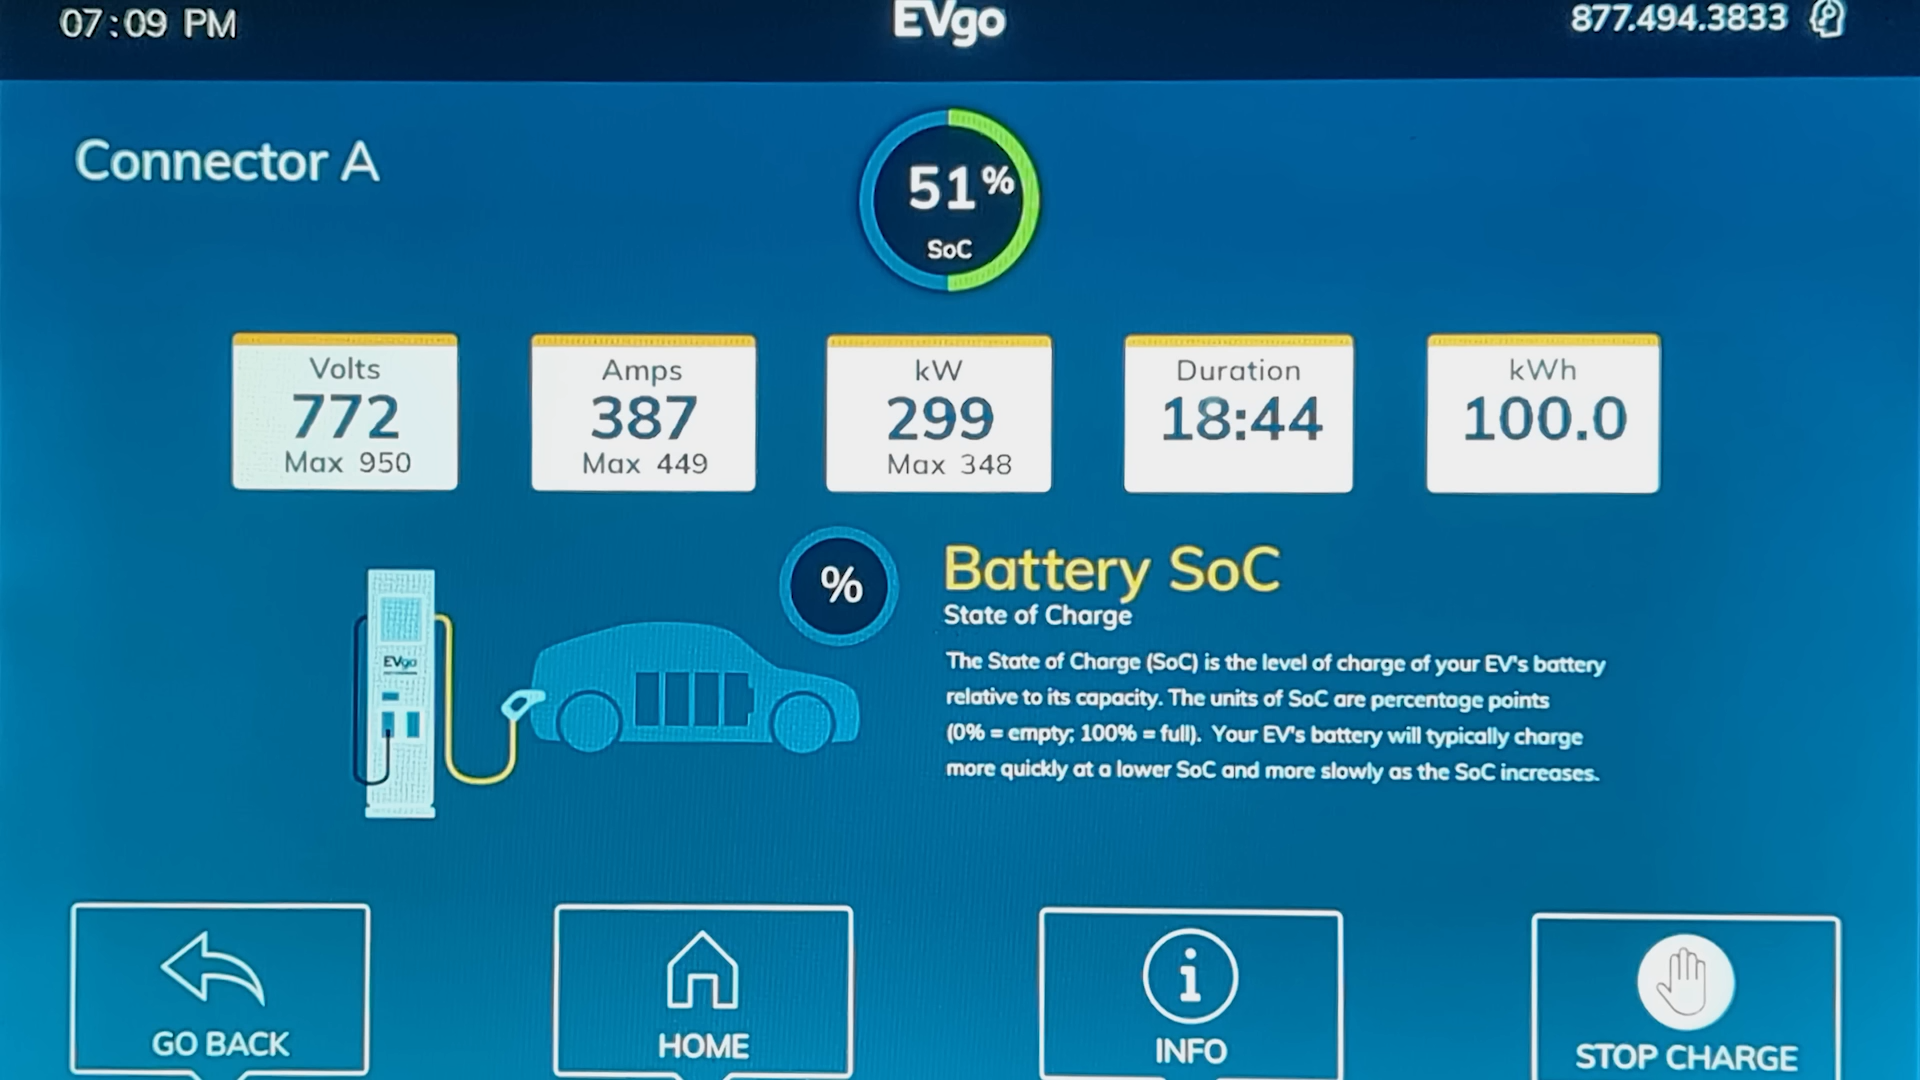 07:09 PM
EVgo
877.494.3833
Connector A
51%
SoC
Volts
772
Max 950
Amps
387
Max 449
kW
299
Max 348
Duration
18:44
kWh
100.0
%
Battery SoC
State of Charge
The State of Charge (SoC) is the level of charge of your EV's battery
relative to its capacity. The units of SoC are percentage points
(0% = empty; 100% = full). Your EV's battery will typically charge
more quickly at a lower SoC and more slowly as the SoC increases.
EVgo
GO BACK
HOME
INFO
STOP CHARGE